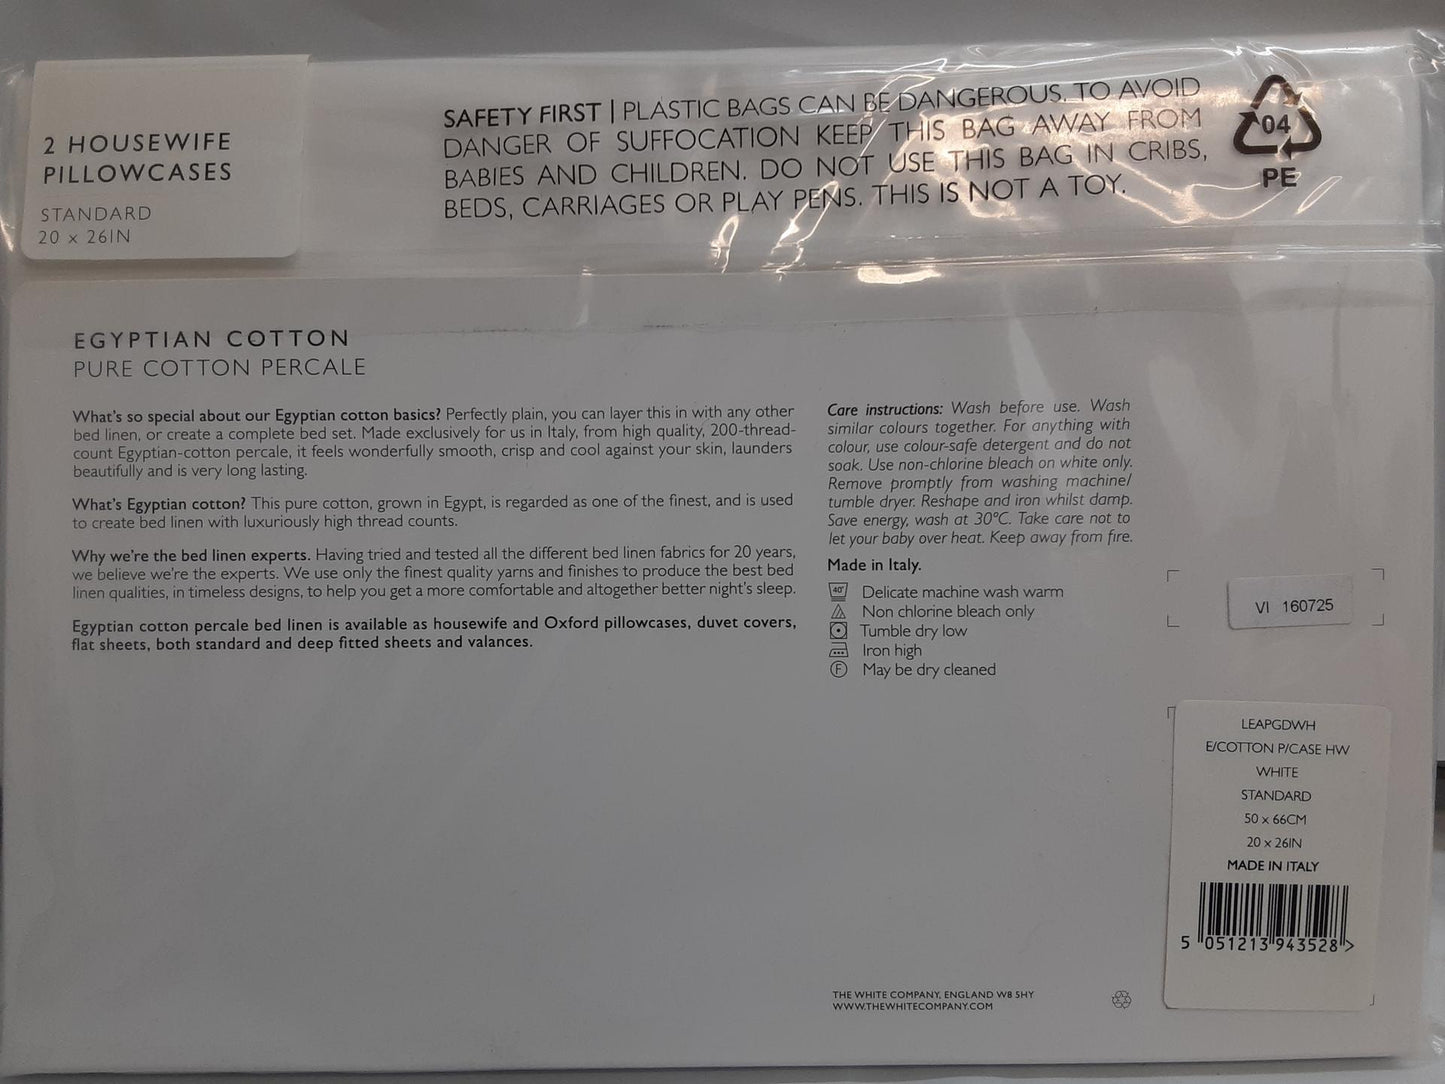 2 HOUSEWIFE
PILLOWCASES
STANDARD
20 x 26IN
SAFETY FIRST | PLASTIC BAGS CAN BE DANGEROUS. TO AVOID
DANGER OF SUFFOCATION KEEP THIS BAG AWAY FROM
BABIES AND CHILDREN. DO NOT USE THIS BAG IN CRIBS,
BEDS, CARRIAGES OR PLAY PENS. THIS IS NOT A TOY.
04
PE
EGYPTIAN COTTON
PURE COTTON PERCALE
What's so special about our Egyptian cotton basics? Perfectly plain, you can layer this in with any other
bed linen, or create a complete bed set. Made exclusively for us in Italy, from high quality, 200-thread-
count Egyptian-cotton percale, it feels wonderfully smooth, crisp and cool against your skin, launders
beautifully and is very long lasting.
What's Egyptian cotton? This pure cotton, grown in Egypt, is regarded as one of the finest, and is used
to create bed linen with luxuriously high thread counts.
Why we're the bed linen experts. Having tried and tested all the different bed linen fabrics for 20 years,
we believe we're the experts. We use only the finest quality yarns and finishes to produce the best bed
linen qualities, in timeless designs, to help you get a more comfortable and altogether better night's sleep.
Egyptian cotton percale bed linen is available as housewife and Oxford pillowcases, duvet covers,
flat sheets, both standard and deep fitted sheets and valances.
Care instructions: Wash before use. Wash
similar colours together. For anything with
colour, use colour-safe detergent and do not
soak. Use non-chlorine bleach on white only.
Remove promptly from washing machine/
tumble dryer. Reshape and iron whilst damp.
Save energy, wash at 30°C. Take care not to
let your baby over heat. Keep away from fire.
Made in Italy.
40° Delicate machine wash warm
Non chlorine bleach only
Tumble dry low
Iron high
F May be dry cleaned
VI 160725
LEAPGDWH
E/COTTON P/CASE HW
WHITE
STANDARD
50 x 66CM
20 x 26IN
MADE IN ITALY
5 051213 943528 >
THE WHITE COMPANY, ENGLAND W8 5HY
WWW.THEWHITECOMPANY.COM